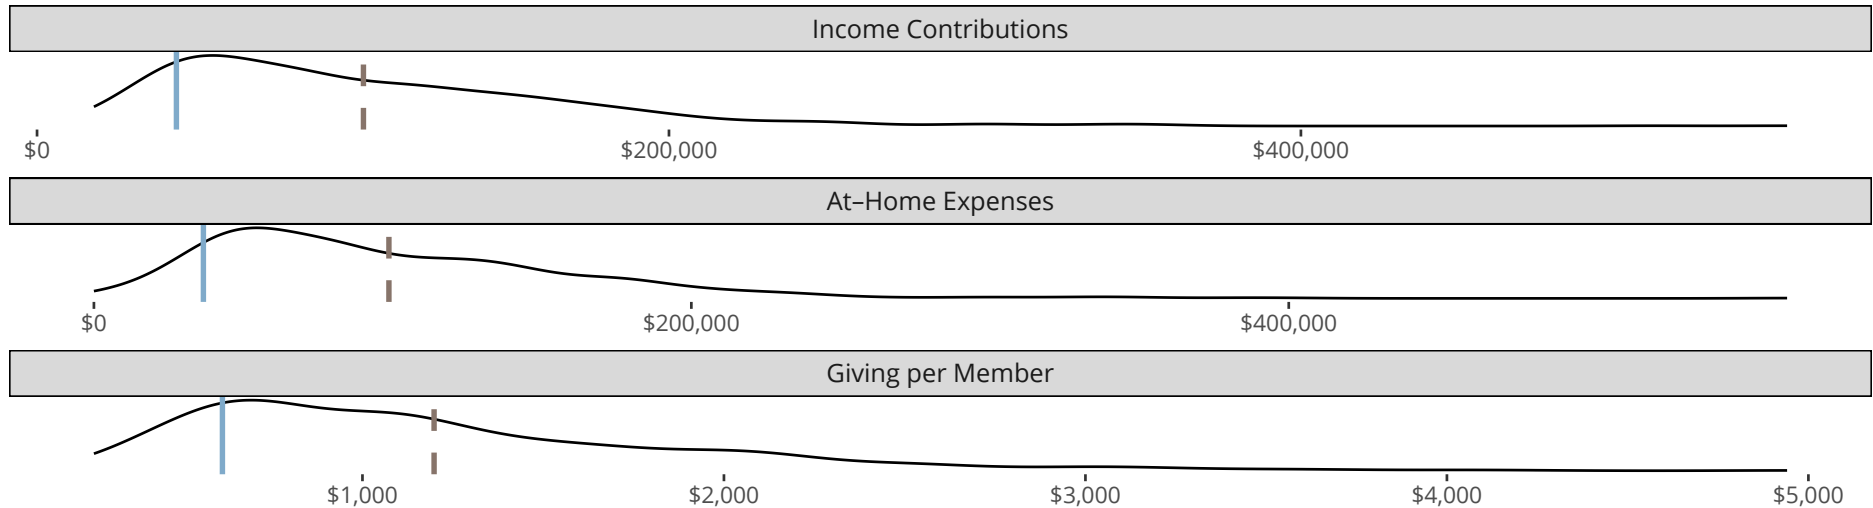 Income Contributions
$0 $200,000 $400,000
At–Home Expenses
$0 $200,000 $400,000
Giving per Member
$1,000 $2,000 $3,000 $4,000 $5,000